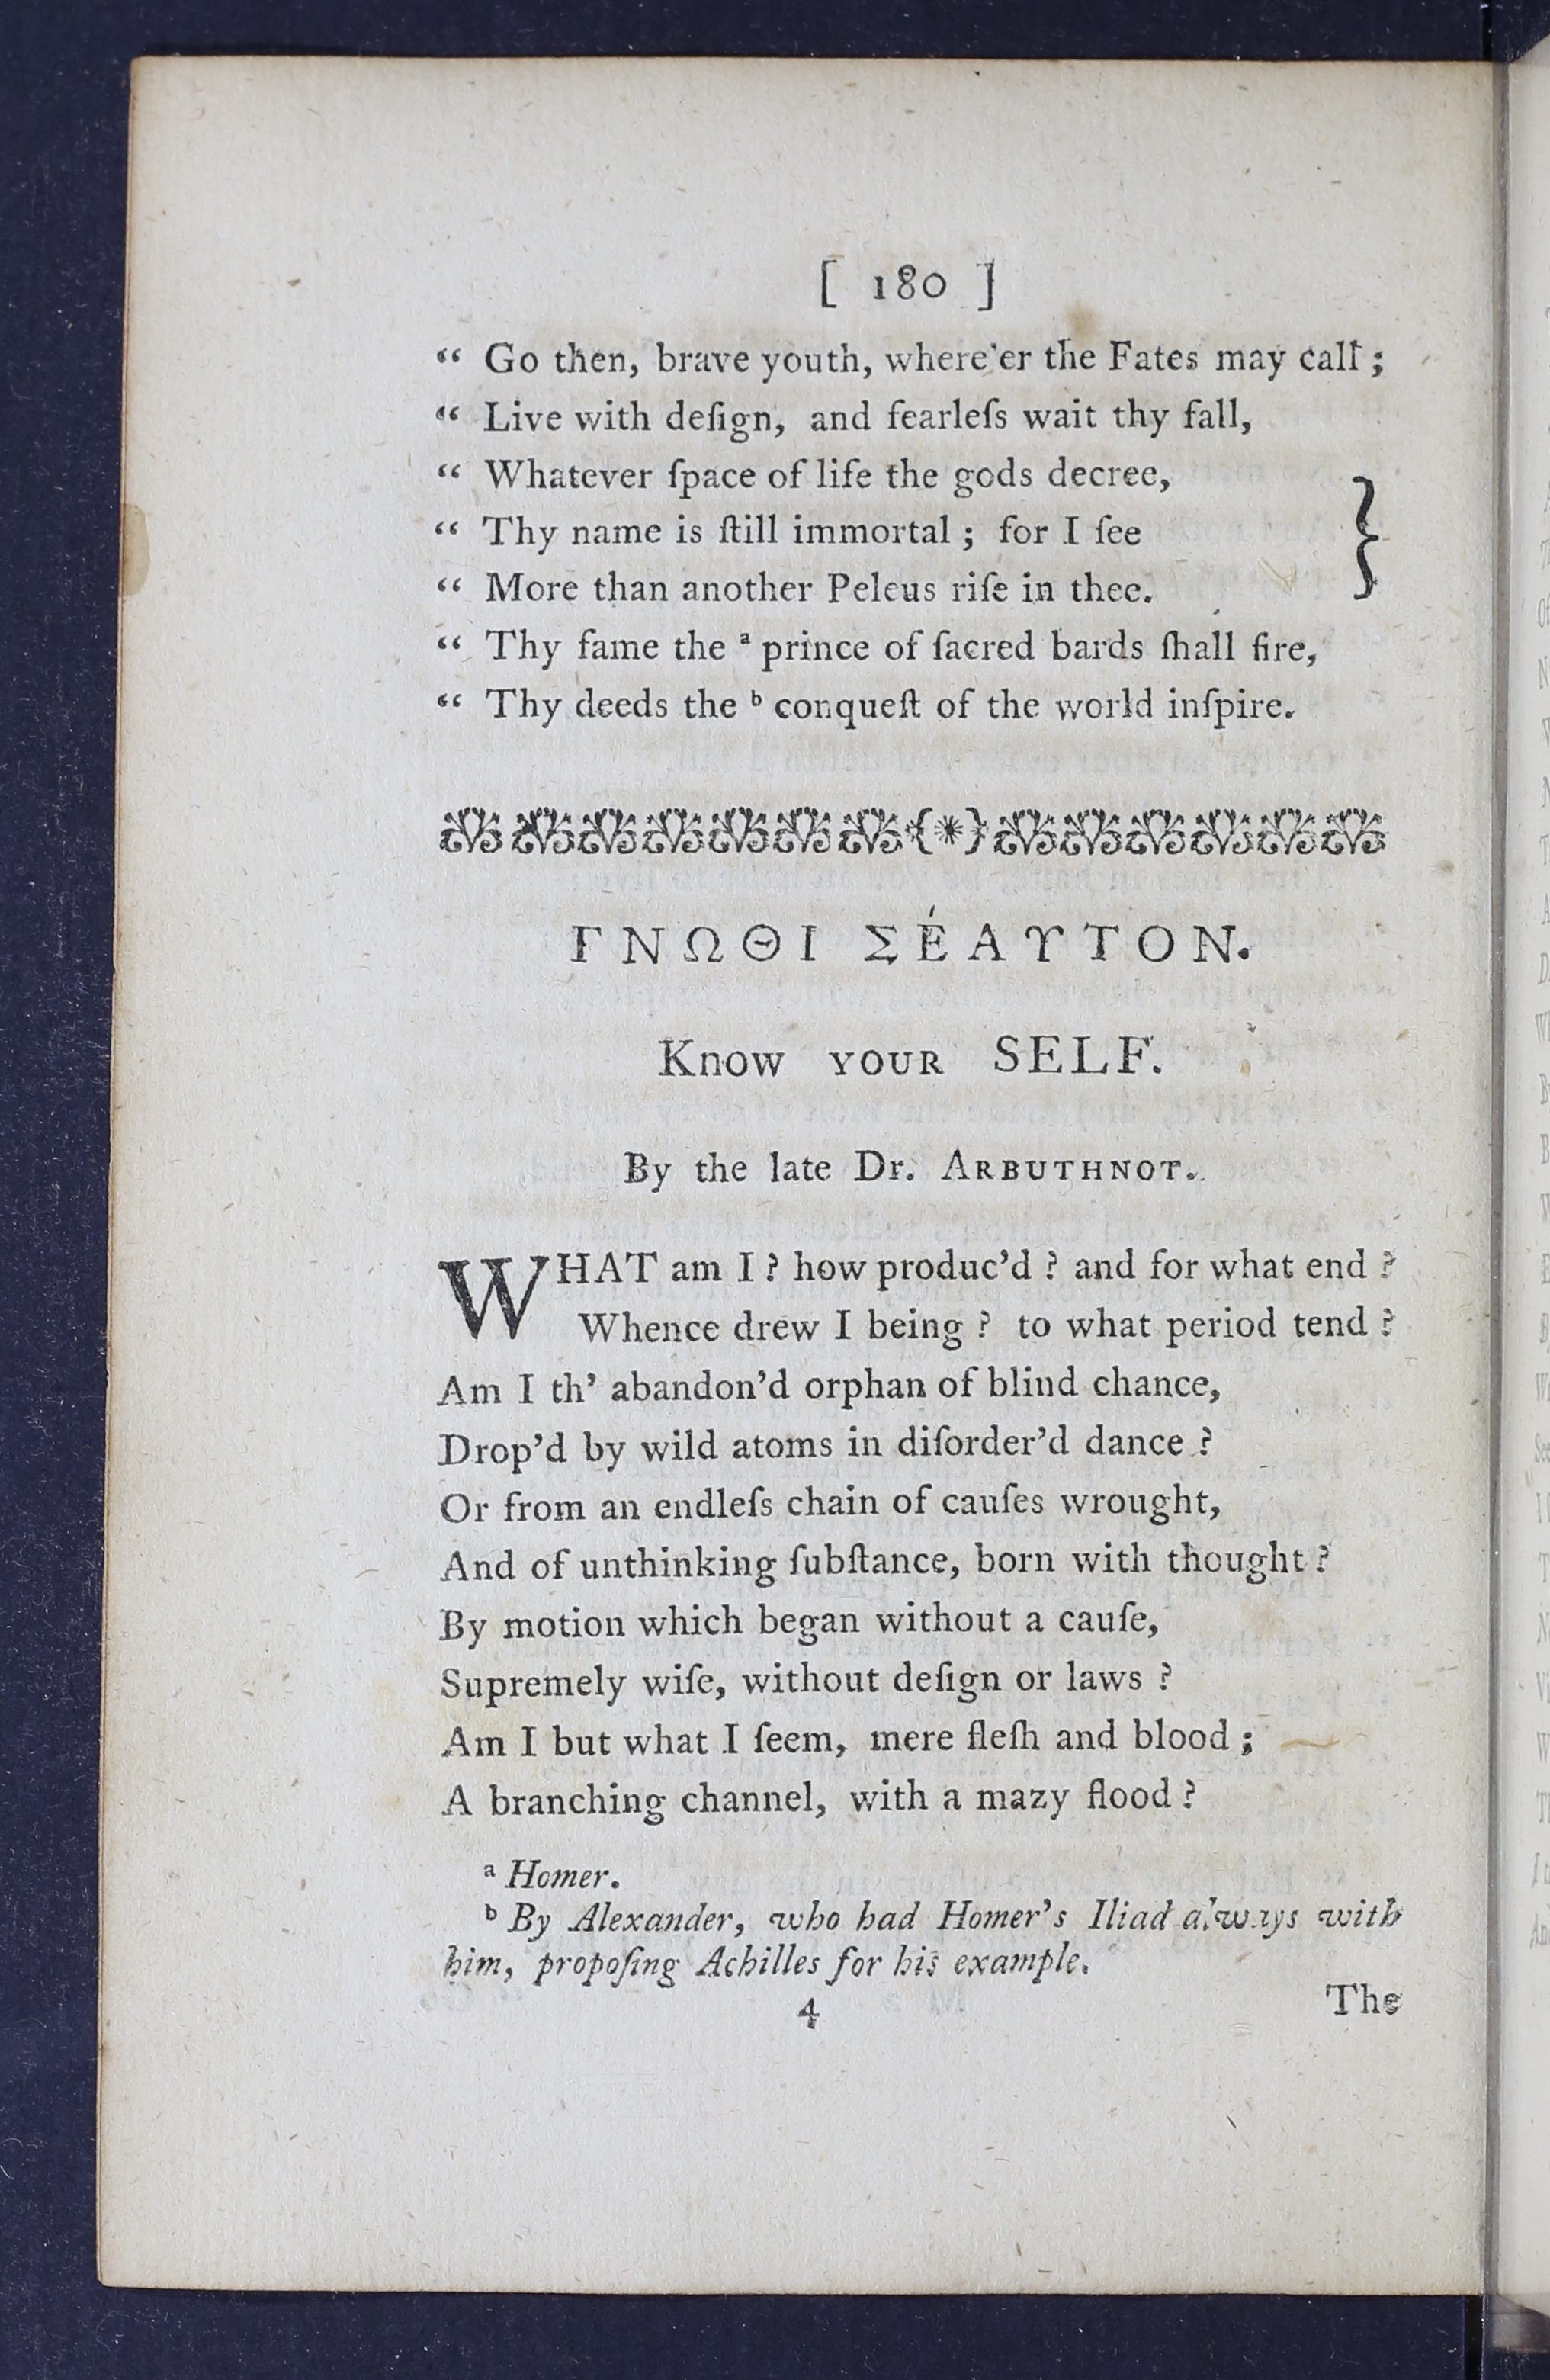 [ 180 ]
“ Go then, brave youth, where'er the Fates may call ;
“ Live with deſign, and fearleſs wait thy fall,
“ Whatever ſpace of life the gods decree,
“ Thy name is ſtill immortal ; for I ſee
“ More than another Peleus riſe in thee.
“ Thy fame the ᵃ prince of ſacred bards ſhall fire,
“ Thy deeds the ᵇ conqueſt of the world inſpire.
ΓΝΩΘΙ ΣΈΑΥΤΟΝ.
Know YOUR SELF.
By the late Dr. ARBUTHNOT.
WHAT am I ? how produc’d ? and for what end ?
Whence drew I being ? to what period tend ?
Am I th’ abandon’d orphan of blind chance,
Drop’d by wild atoms in diſorder’d dance ?
Or from an endleſs chain of cauſes wrought,
And of unthinking ſubſtance, born with thought ?
By motion which began without a cauſe,
Supremely wiſe, without deſign or laws ?
Am I but what I ſeem, mere fleſh and blood ;
A branching channel, with a mazy flood ?
ᵃ Homer.
ᵇ By Alexander, who had Homer’s Iliad always with
him, propoſing Achilles for his example.
4 The